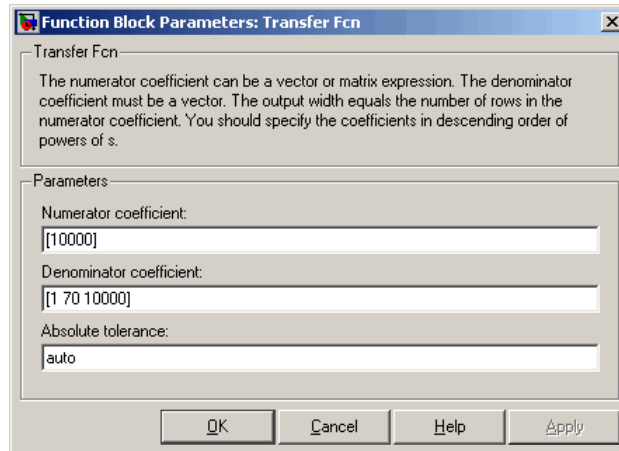 Function Block Parameters: Transfer Fcn
Transfer Fcn
The numerator coefficient can be a vector or matrix expression. The denominator
coefficient must be a vector. The output width equals the number of rows in the
numerator coefficient. You should specify the coefficients in descending order of
powers of s.
Parameters
Numerator coefficient:
[10000]
Denominator coefficient:
[1 70 10000]
Absolute tolerance:
auto
OK Cancel Help Apply